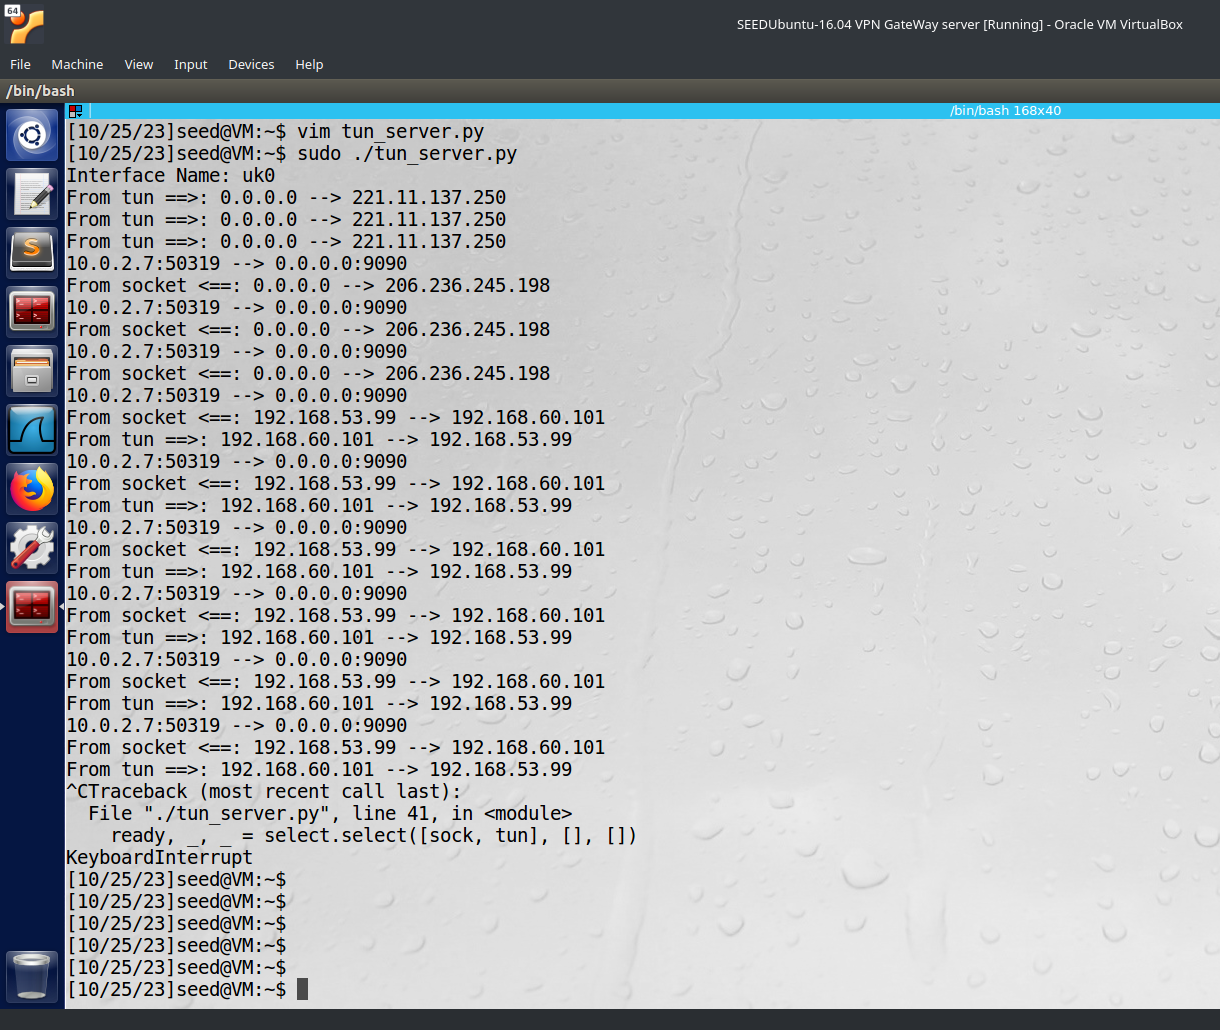 64
SEEDUbuntu-16.04 VPN GateWay server [Running] - Oracle VM VirtualBox
File Machine View Input Devices Help
/bin/bash
/bin/bash 168x40
[10/25/23]seed@VM:~$ vim tun_server.py
[10/25/23]seed@VM:~$ sudo ./tun_server.py
Interface Name: uk0
From tun ==>: 0.0.0.0 --> 221.11.137.250
From tun ==>: 0.0.0.0 --> 221.11.137.250
From tun ==>: 0.0.0.0 --> 221.11.137.250
10.0.2.7:50319 --> 0.0.0.0:9090
From socket <==: 0.0.0.0 --> 206.236.245.198
10.0.2.7:50319 --> 0.0.0.0:9090
From socket <==: 0.0.0.0 --> 206.236.245.198
10.0.2.7:50319 --> 0.0.0.0:9090
From socket <==: 0.0.0.0 --> 206.236.245.198
10.0.2.7:50319 --> 0.0.0.0:9090
From socket <==: 192.168.53.99 --> 192.168.60.101
From tun ==>: 192.168.60.101 --> 192.168.53.99
10.0.2.7:50319 --> 0.0.0.0:9090
From socket <==: 192.168.53.99 --> 192.168.60.101
From tun ==>: 192.168.60.101 --> 192.168.53.99
10.0.2.7:50319 --> 0.0.0.0:9090
From socket <==: 192.168.53.99 --> 192.168.60.101
From tun ==>: 192.168.60.101 --> 192.168.53.99
10.0.2.7:50319 --> 0.0.0.0:9090
From socket <==: 192.168.53.99 --> 192.168.60.101
From tun ==>: 192.168.60.101 --> 192.168.53.99
10.0.2.7:50319 --> 0.0.0.0:9090
From socket <==: 192.168.53.99 --> 192.168.60.101
From tun ==>: 192.168.60.101 --> 192.168.53.99
10.0.2.7:50319 --> 0.0.0.0:9090
From socket <==: 192.168.53.99 --> 192.168.60.101
From tun ==>: 192.168.60.101 --> 192.168.53.99
^CTraceback (most recent call last):
  File "./tun_server.py", line 41, in <module>
    ready, _, _ = select.select([sock, tun], [], [])
KeyboardInterrupt
[10/25/23]seed@VM:~$
[10/25/23]seed@VM:~$
[10/25/23]seed@VM:~$
[10/25/23]seed@VM:~$
[10/25/23]seed@VM:~$
[10/25/23]seed@VM:~$